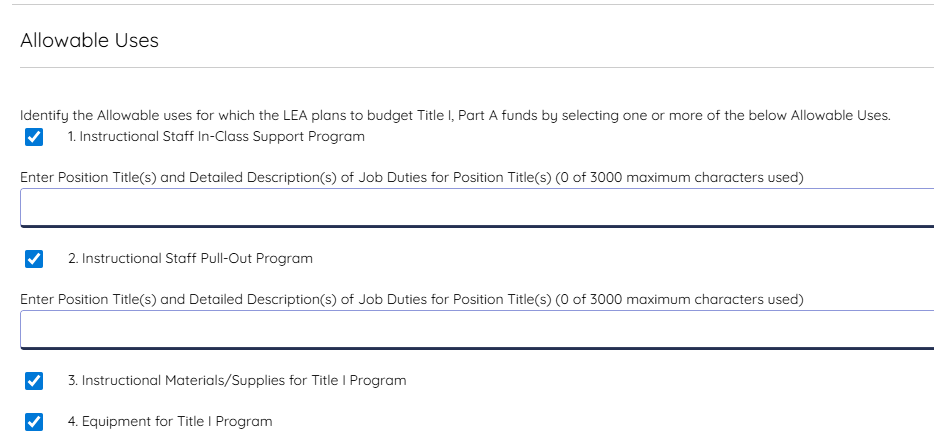 Allowable Uses
Identify the Allowable uses for which the LEA plans to budget Title I, Part A funds by selecting one or more of the below Allowable Uses.
1. Instructional Staff In-Class Support Program
Enter Position Title(s) and Detailed Description(s) of Job Duties for Position Title(s) (0 of 3000 maximum characters used)
2. Instructional Staff Pull-Out Program
Enter Position Title(s) and Detailed Description(s) of Job Duties for Position Title(s) (0 of 3000 maximum characters used)
3. Instructional Materials/Supplies for Title I Program
4. Equipment for Title I Program